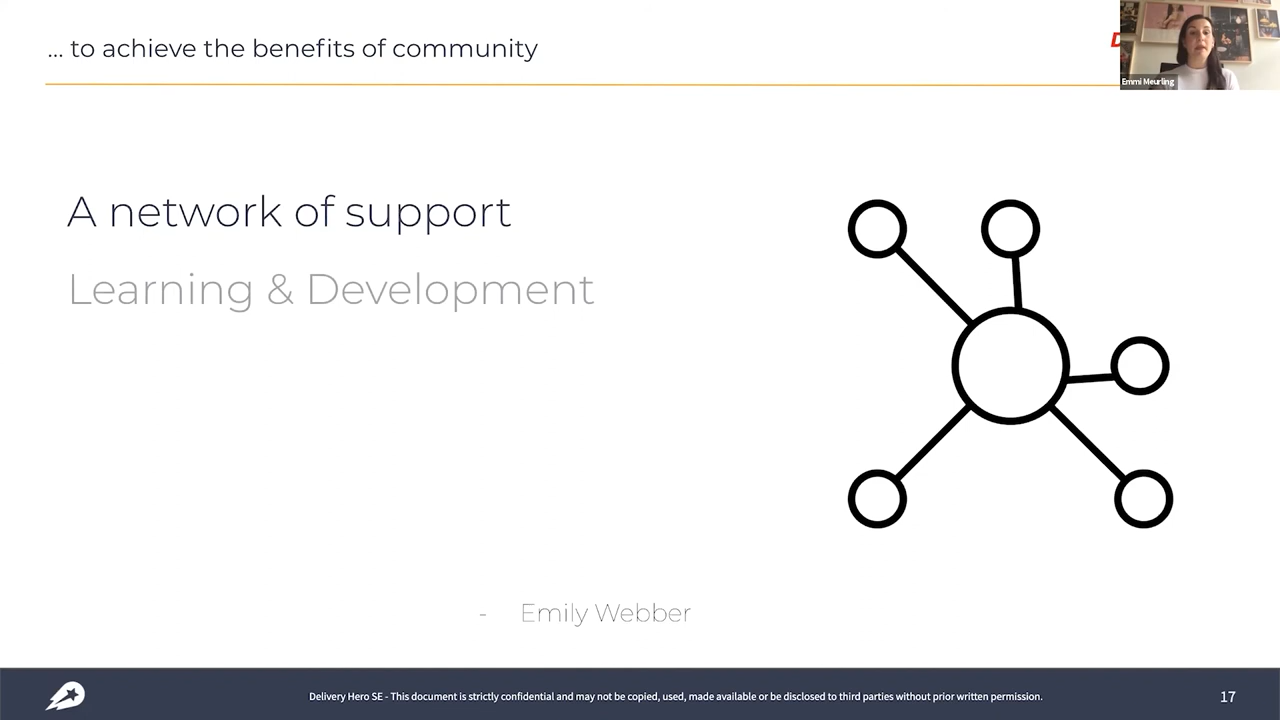 ... to achieve the benefits of community
Emmi Meurling
A network of support
Learning & Development
- Emily Webber
Delivery Hero SE - This document is strictly confidential and may not be copied, used, made available or be disclosed to third parties without prior written permission.
17